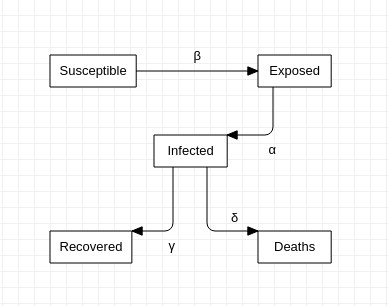 β
Susceptible
Exposed
Infected
α
δ
Recovered
γ
Deaths